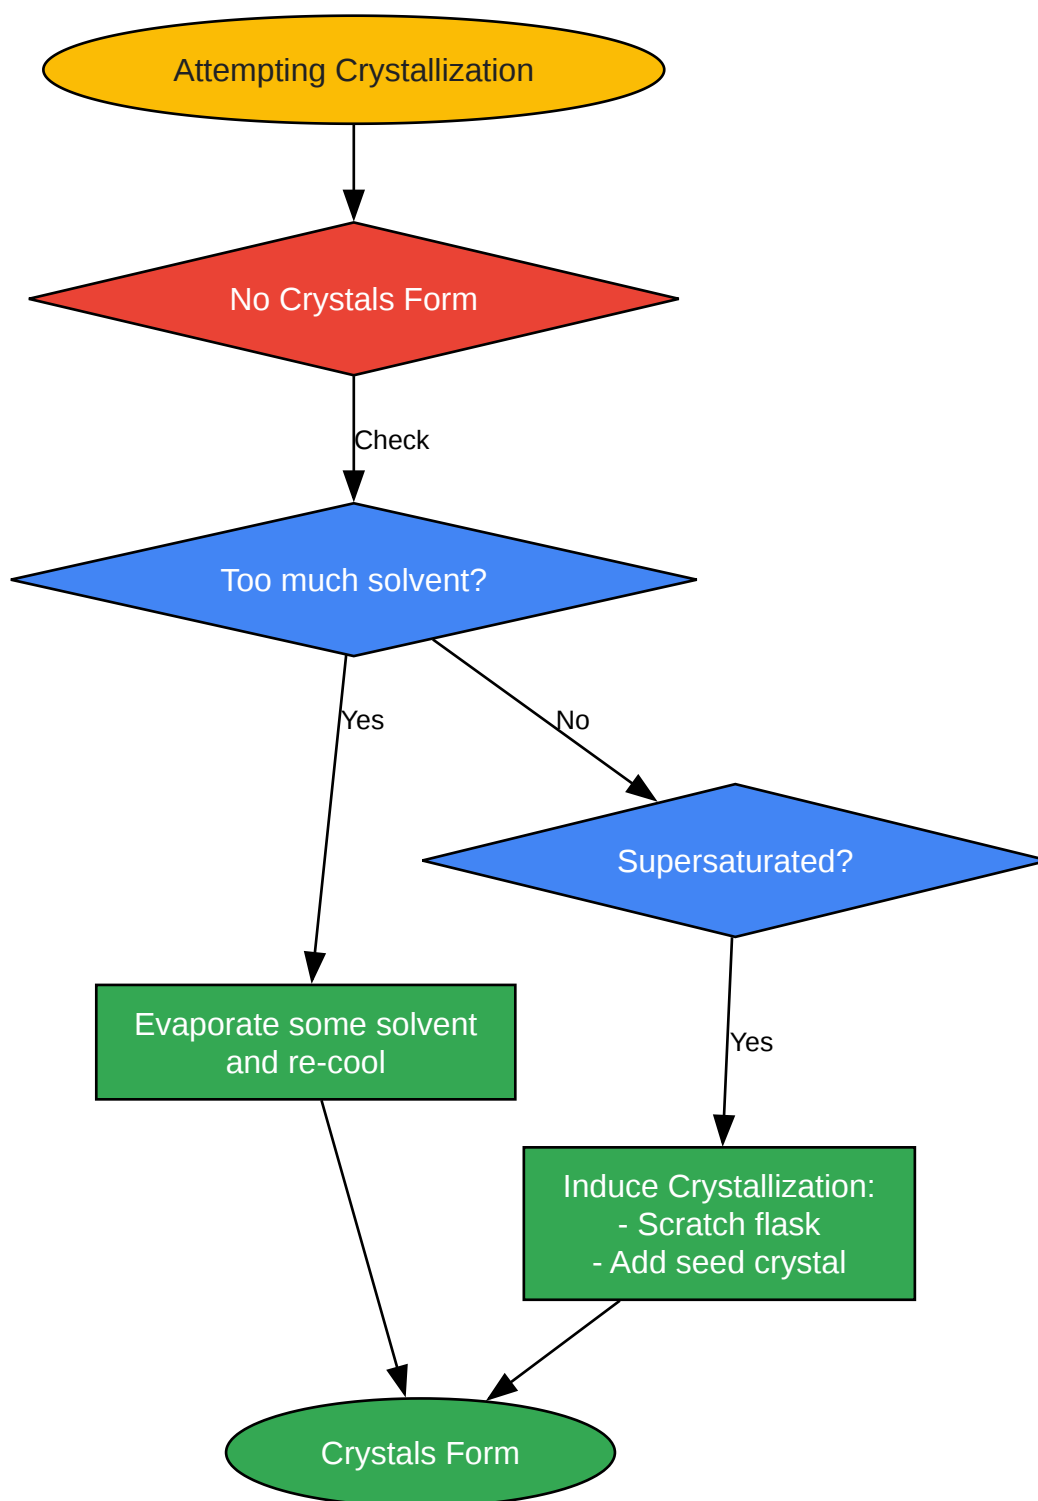 Attempting Crystallization
No Crystals Form
Check
Too much solvent?
Yes
No
Supersaturated?
Evaporate some solvent
and re-cool
Yes
Induce Crystallization:
- Scratch flask
- Add seed crystal
Crystals Form